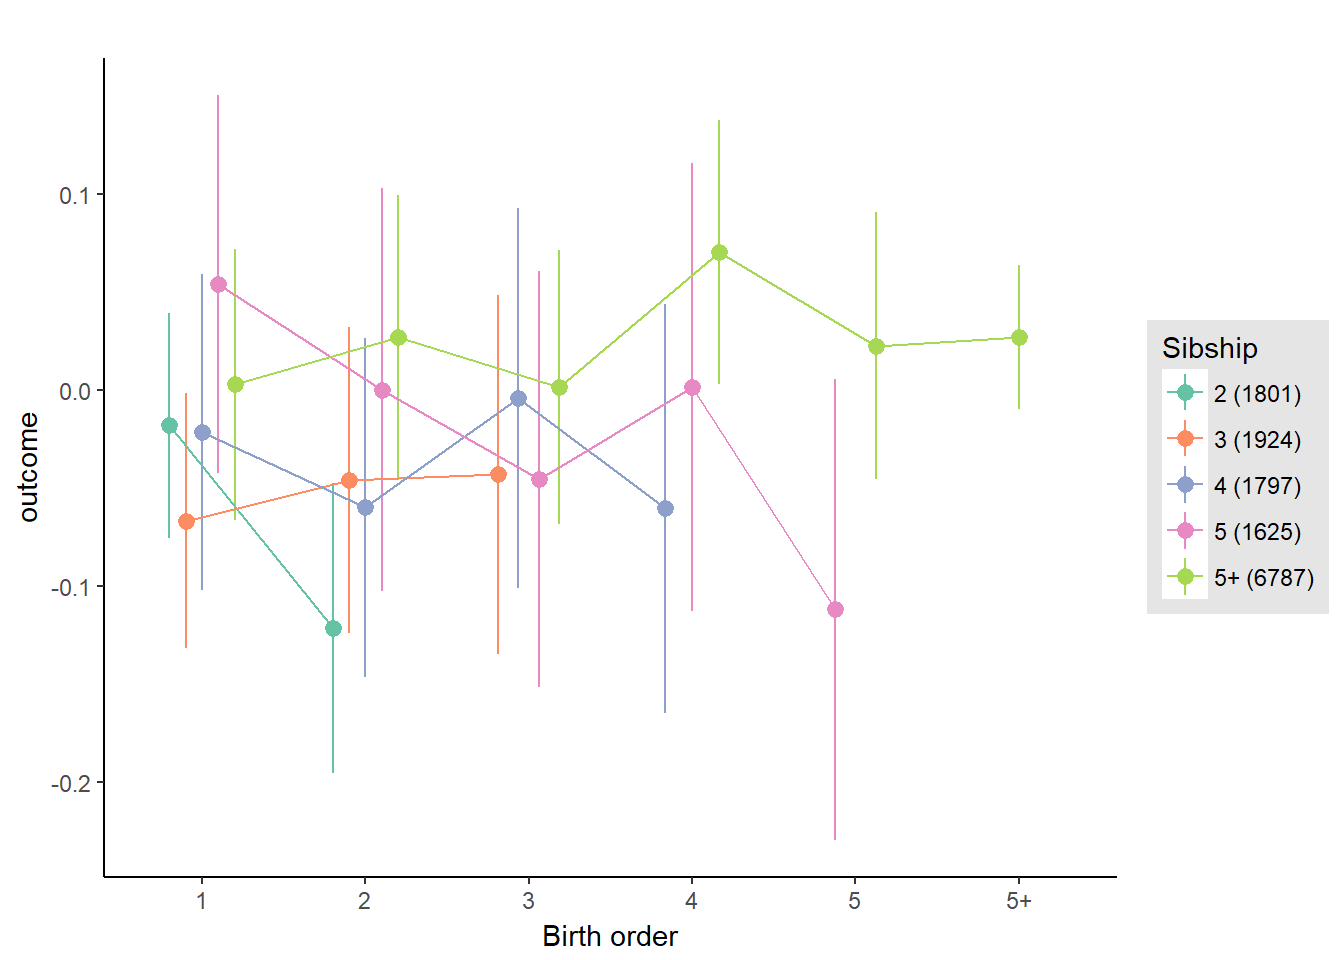 0.1
0.0
-0.1
-0.2
outcome
1 2 3 4 5 5+
Birth order
Sibship
2 (1801)
3 (1924)
4 (1797)
5 (1625)
5+ (6787)